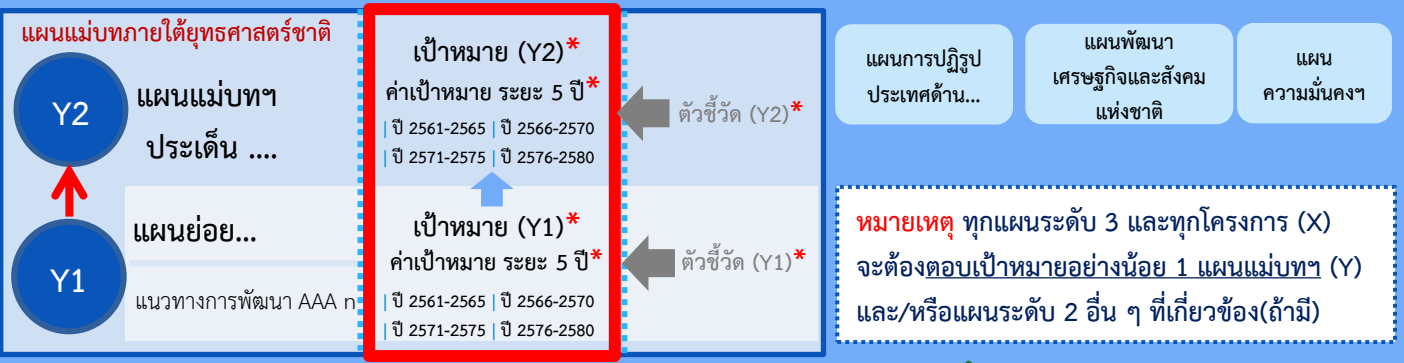 แผนแม่บทภายใต้ยุทธศาสตร์ชาติ
Y2
แผนแม่บทฯ
ประเด็น ....
Y1
แผนย่อย...
แนวทางการพัฒนา AAA n
เป้าหมาย (Y2)*
ค่าเป้าหมาย ระยะ 5 ปี*
| ปี 2561-2565 | ปี 2566-2570
| ปี 2571-2575 | ปี 2576-2580
เป้าหมาย (Y1)*
ค่าเป้าหมาย ระยะ 5 ปี*
| ปี 2561-2565 | ปี 2566-2570
| ปี 2571-2575 | ปี 2576-2580
ตัวชี้วัด (Y2)*
ตัวชี้วัด (Y1)*
แผนการปฏิรูป
ประเทศด้าน...
แผนพัฒนา
เศรษฐกิจและสังคม
แห่งชาติ
แผน
ความมั่นคงฯ
หมายเหตุ ทุกแผนระดับ 3 และทุกโครงการ (X)
จะต้องตอบเป้าหมายอย่างน้อย 1 แผนแม่บทฯ (Y)
และ/หรือแผนระดับ 2 อื่น ๆ ที่เกี่ยวข้อง(ถ้ามี)